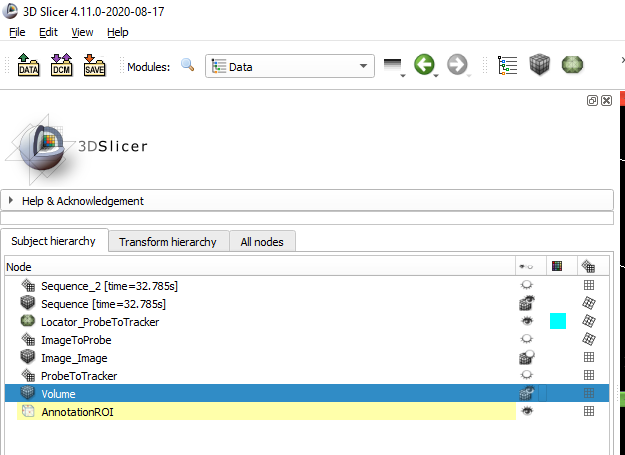 3D Slicer 4.11.0-2020-08-17
File Edit View Help
DATA DCM SAVE Modules: Data
3DSlicer
Help & Acknowledgement
Subject hierarchy Transform hierarchy All nodes
Node
Sequence_2 [time=32.785s]
Sequence [time=32.785s]
Locator_ProbeToTracker
ImageToProbe
Image_Image
ProbeToTracker
Volume
AnnotationROI